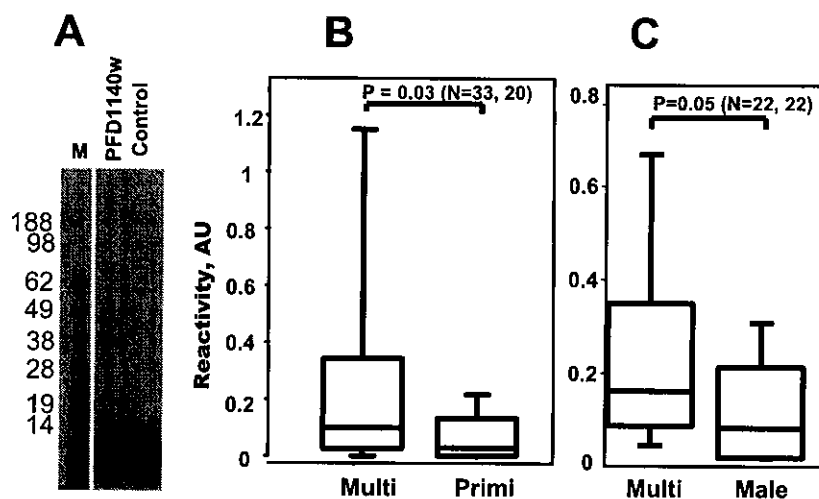 A
B
C
M
PFD1140w
Control
188
98
62
49
38
28
19
14
Reactivity, AU
P = 0.03 (N=33, 20)
1.2
1
0.8
0.6
0.4
0.2
0
Multi Primi
P=0.05 (N=22, 22)
0.8
0.6
0.4
0.2
0
Multi Male